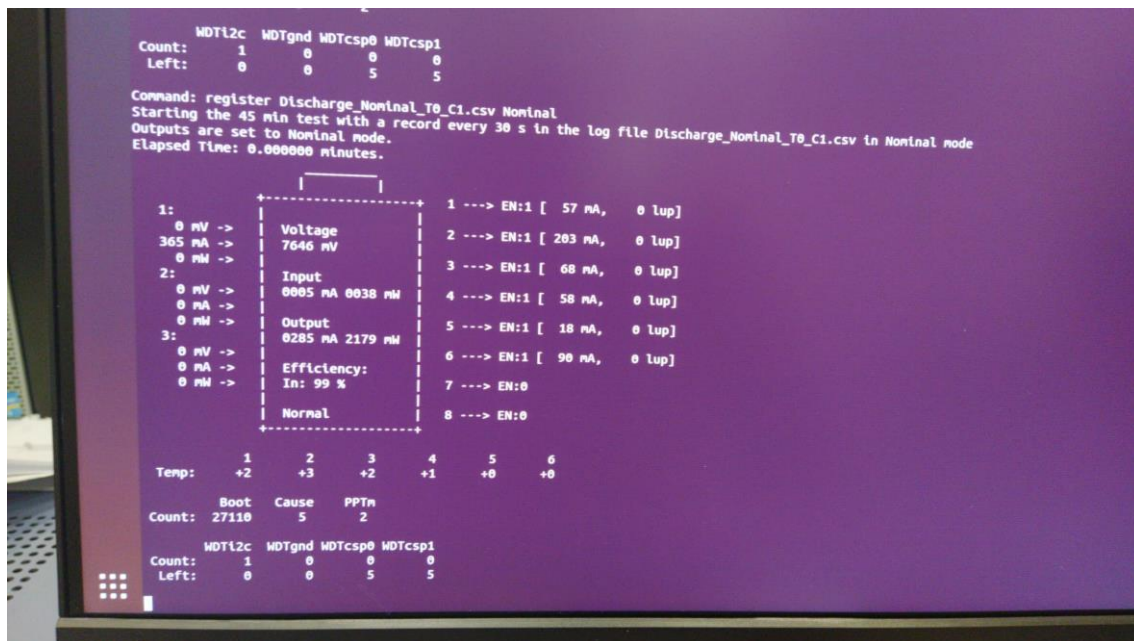 WDTi2c WDTgnd WDTcsp0 WDTcsp1
Count: 1 0 0 0
Left: 0 0 5 5
Command: register Discharge_Nominal_T0_C1.csv Nominal
Starting the 45 min test with a record every 30 s in the log file Discharge_Nominal_T0_C1.csv in Nominal mode
Outputs are set to Nominal mode.
Elapsed Time: 0.000000 minutes.
1: 1 ---> EN:1 [ 57 mA, 0 lup]
0 mV -> Voltage
365 mA -> 7646 mV 2 ---> EN:1 [ 203 mA, 0 lup]
0 mW ->
2: Input 3 ---> EN:1 [ 68 mA, 0 lup]
0 mV -> 0005 mA 0038 mW 4 ---> EN:1 [ 58 mA, 0 lup]
0 mA ->
0 mW -> Output 5 ---> EN:1 [ 18 mA, 0 lup]
3: 0285 mA 2179 mW
0 mV -> 6 ---> EN:1 [ 90 mA, 0 lup]
0 mA -> Efficiency:
0 mW -> In: 99 % 7 ---> EN:0
Normal 8 ---> EN:0
1 2 3 4 5 6
Temp: +2 +3 +2 +1 +0 +0
Boot Cause PPTm
Count: 27110 5 2
WDTi2c WDTgnd WDTcsp0 WDTcsp1
Count: 1 0 0 0
Left: 0 0 5 5